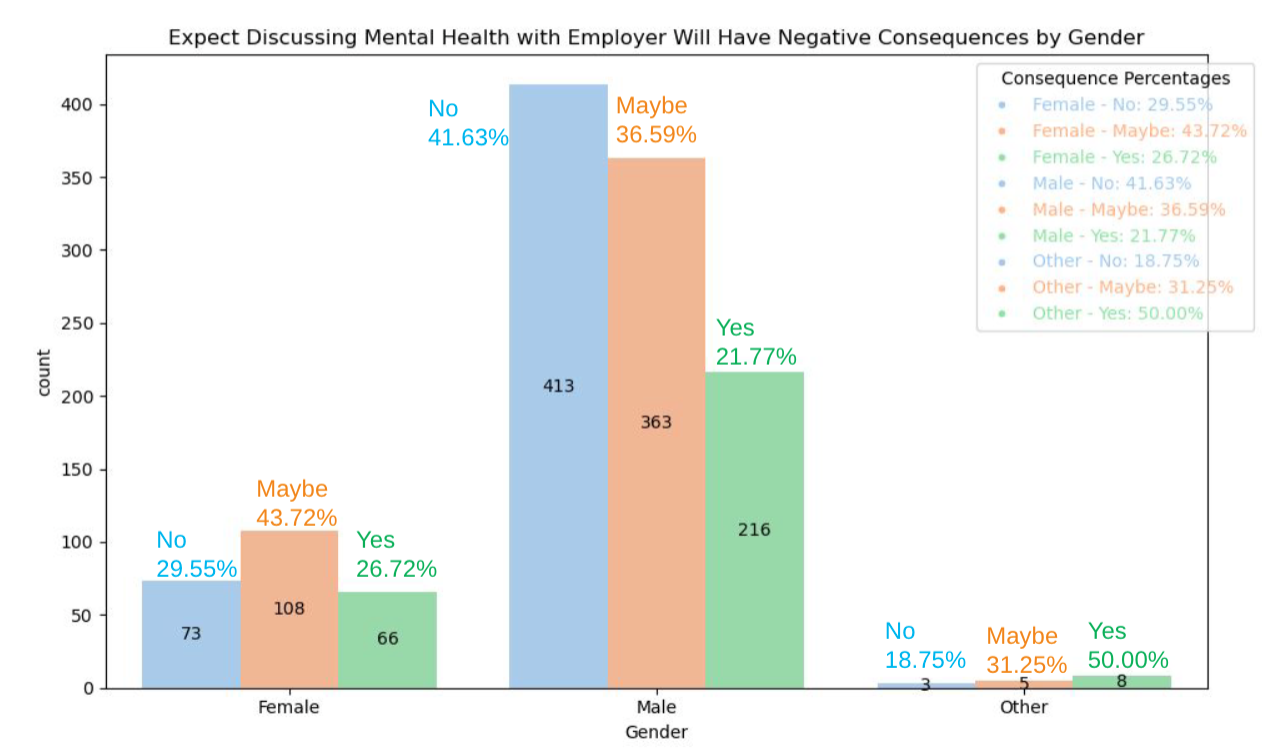 Expect Discussing Mental Health with Employer Will Have Negative Consequences by Gender
Consequence Percentages
Female - No: 29.55%
Female - Maybe: 43.72%
Female - Yes: 26.72%
Male - No: 41.63%
Male - Maybe: 36.59%
Male - Yes: 21.77%
Other - No: 18.75%
Other - Maybe: 31.25%
Other - Yes: 50.00%
count
400
350
300
250
200
150
100
50
0
No
29.55%
73
Maybe
43.72%
108
Yes
26.72%
66
No
41.63%
413
Maybe
36.59%
363
Yes
21.77%
216
No
18.75%
3
Maybe
31.25%
5
Yes
50.00%
8
Female
Male
Other
Gender